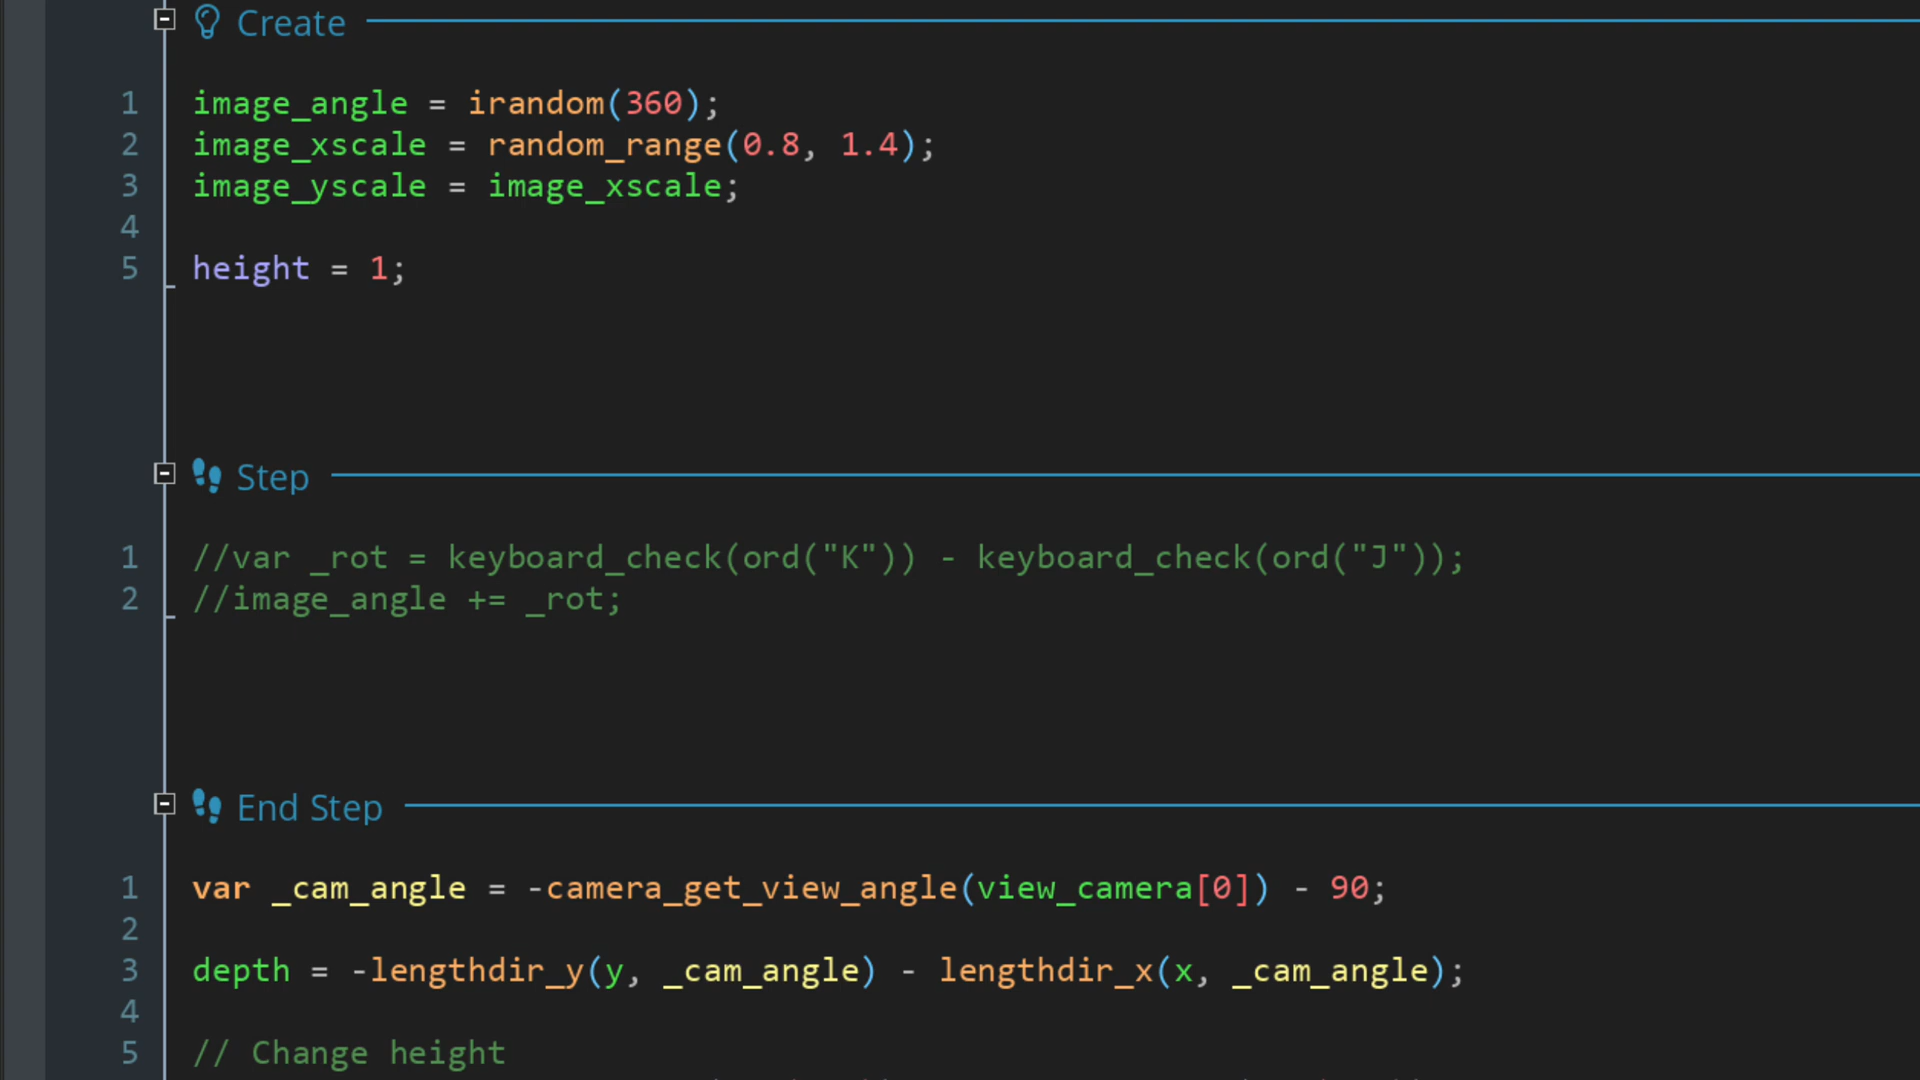 Create
1 image_angle = irandom(360);
2 image_xscale = random_range(0.8, 1.4);
3 image_yscale = image_xscale;
4
5 height = 1;
Step
1 //var _rot = keyboard_check(ord("K")) - keyboard_check(ord("J"));
2 //image_angle += _rot;
End Step
1 var _cam_angle = -camera_get_view_angle(view_camera[0]) - 90;
2
3 depth = -lengthdir_y(y, _cam_angle) - lengthdir_x(x, _cam_angle);
4
5 // Change height